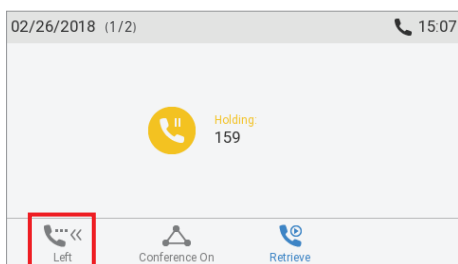 02/26/2018 (1/2) 15:07
Holding:
159
Left Conference On Retrieve